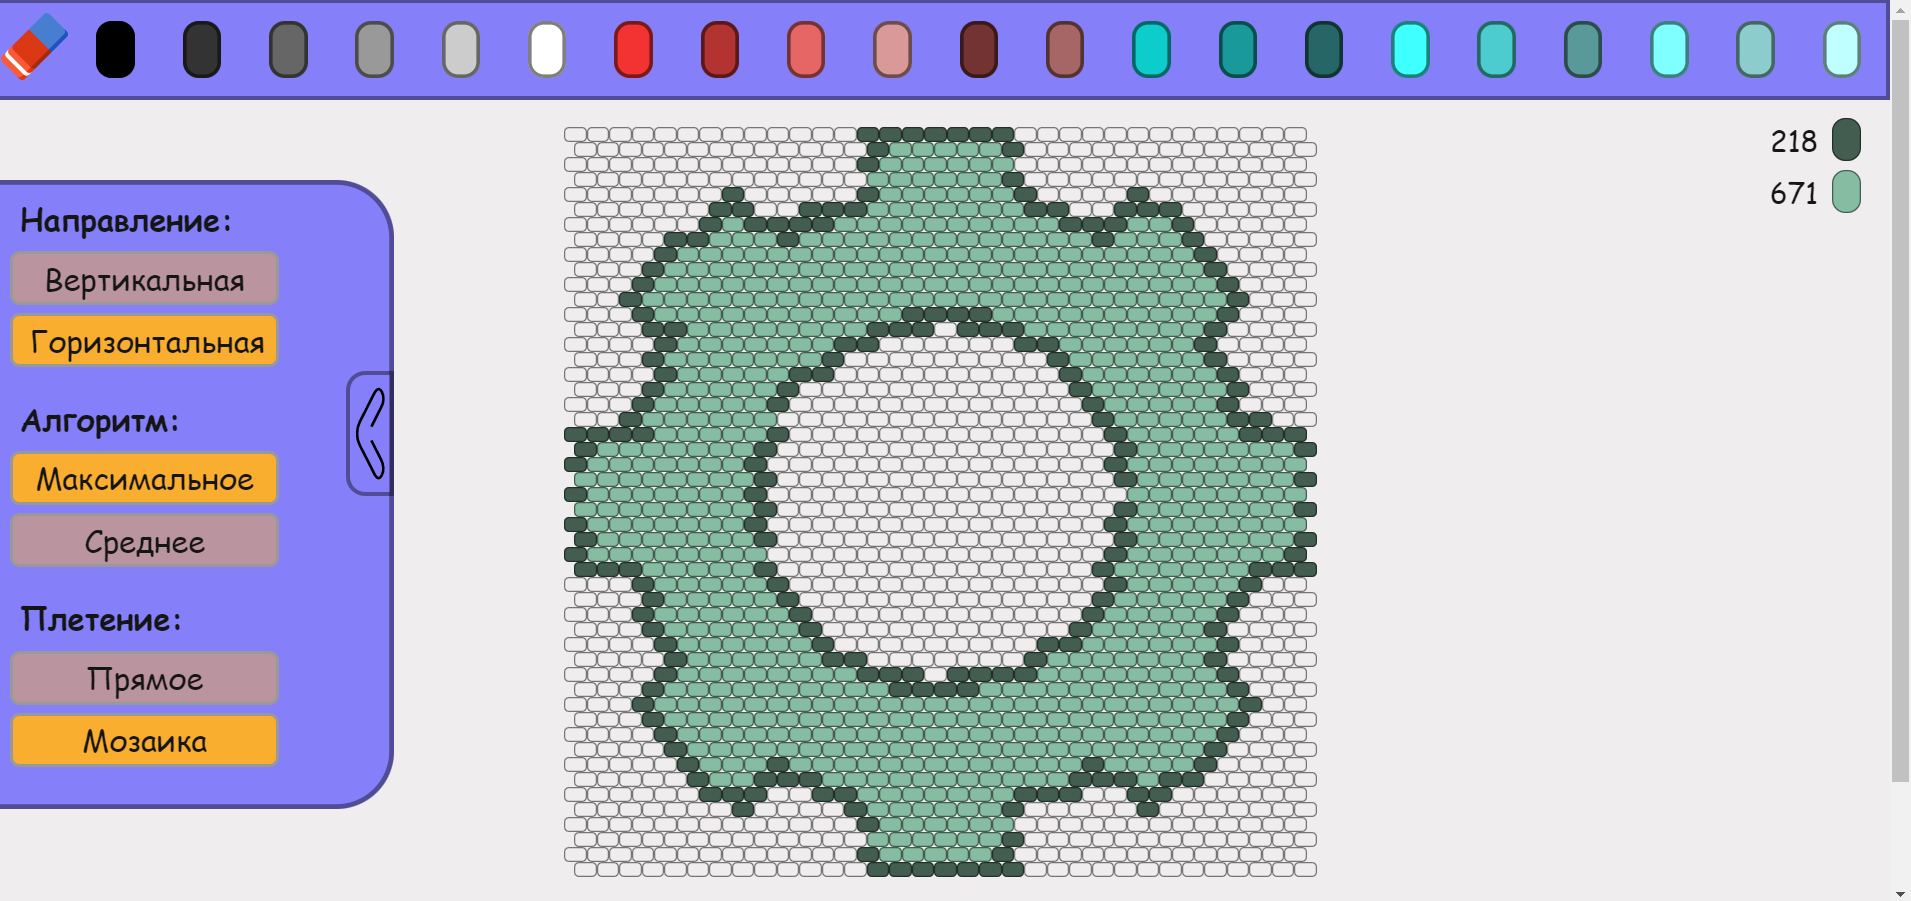 218
671
Направление:
Вертикальная
Горизонтальная
Алгоритм:
Максимальное
Среднее
Плетение:
Прямое
Мозаика